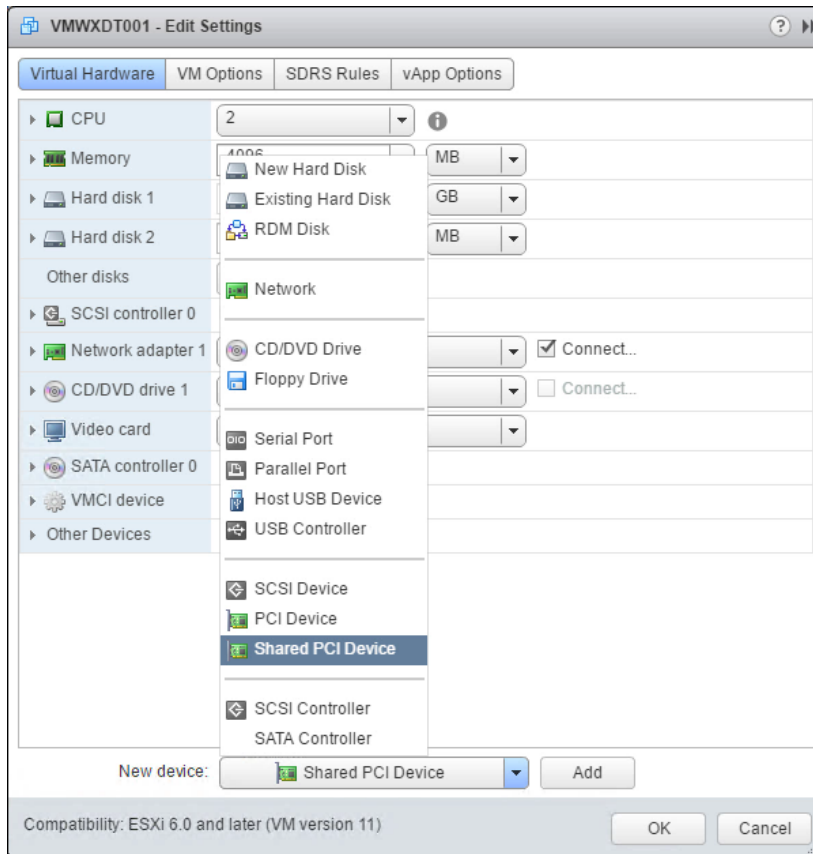 VMWXDT001 - Edit Settings
Virtual Hardware VM Options SDRS Rules vApp Options
CPU 2
Memory 4096 MB
New Hard Disk
Hard disk 1 GB
Existing Hard Disk
RDM Disk
Hard disk 2 MB
Other disks
Network
SCSI controller 0
Network adapter 1 Connect...
CD/DVD Drive
Floppy Drive
CD/DVD drive 1 Connect...
Video card
Serial Port
SATA controller 0
Parallel Port
VMCI device
Host USB Device
USB Controller
Other Devices
SCSI Device
PCI Device
Shared PCI Device
SCSI Controller
SATA Controller
New device: Shared PCI Device Add
Compatibility: ESXi 6.0 and later (VM version 11) OK Cancel